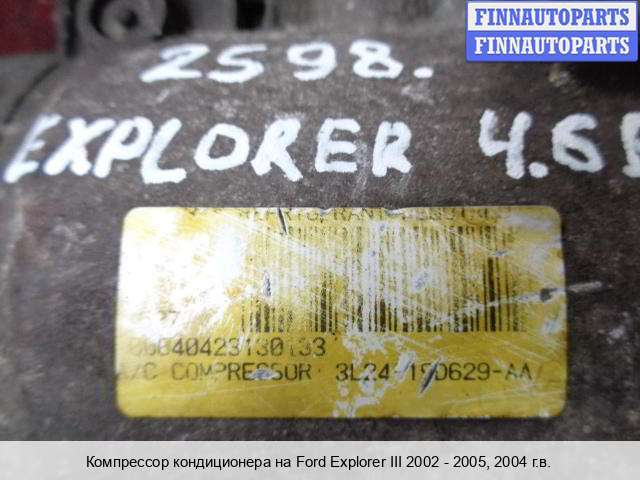 FINNAUTOPARTS
FINNAUTOPARTS
2598.
EXPLORER 4.6
A/C COMPRESSOR 3L24-19D629-AA
Компрессор кондиционера на Ford Explorer III 2002 - 2005, 2004 г.в.